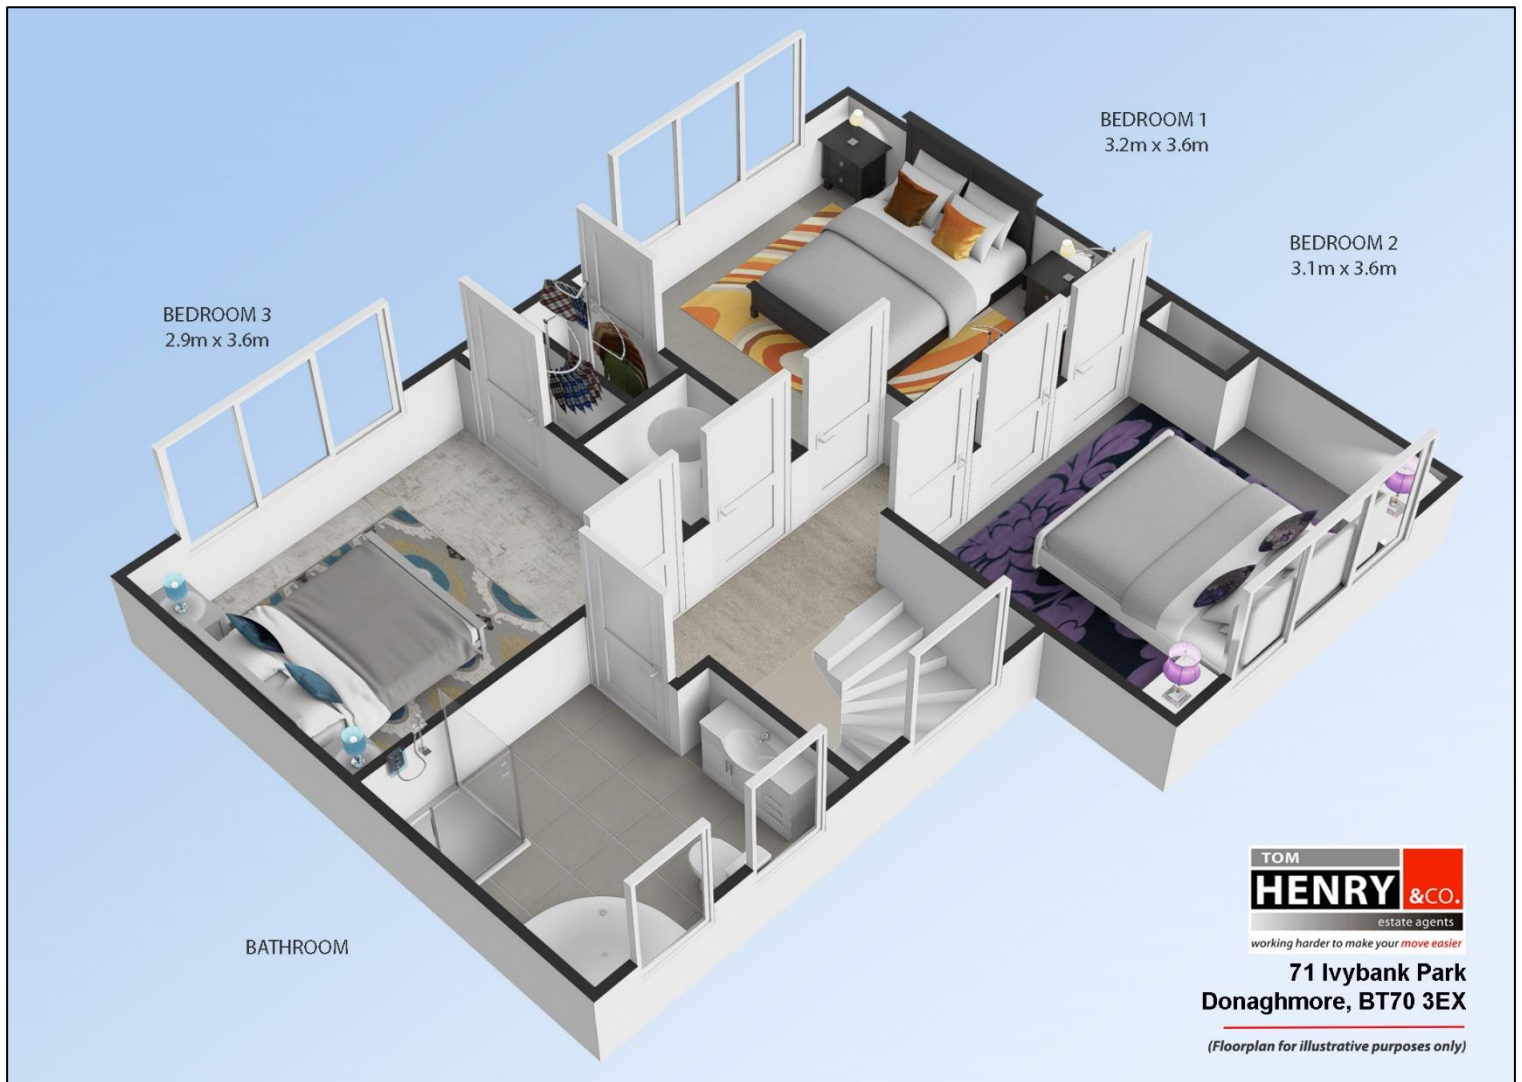 BEDROOM 1
3.2m x 3.6m
BEDROOM 2
3.1m x 3.6m
BEDROOM 3
2.9m x 3.6m
BATHROOM
TOM
HENRY &CO.
estate agents
working harder to make your move easier
71 Ivybank Park
Donaghmore, BT70 3EX
(Floorplan for illustrative purposes only)